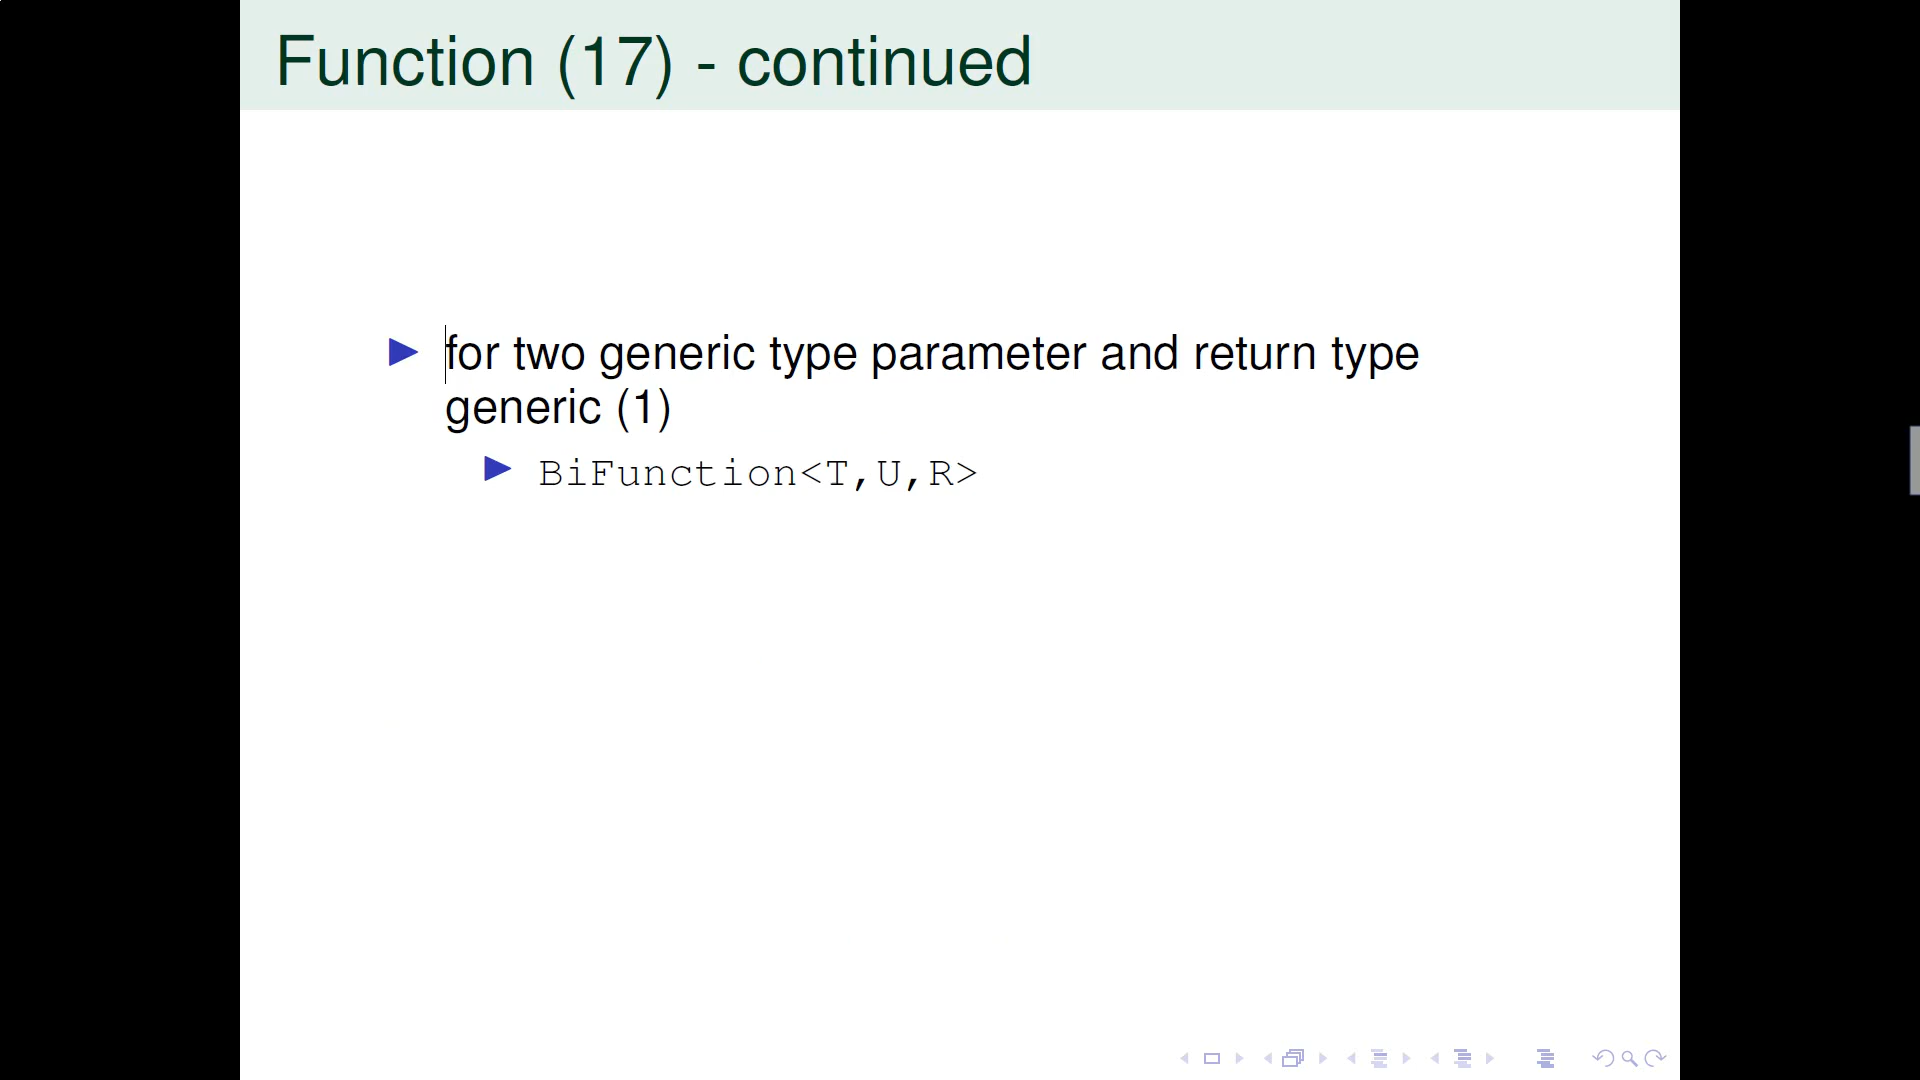 Function (17) - continued
for two generic type parameter and return type
generic (1)
BiFunction<T,U,R>